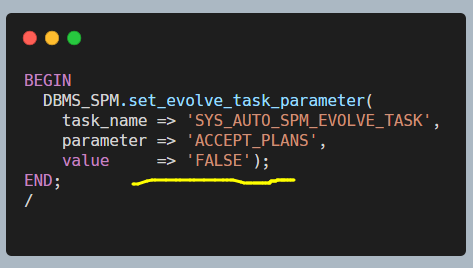 BEGIN
DBMS_SPM.set_evolve_task_parameter(
task_name => 'SYS_AUTO_SPM_EVOLVE_TASK',
parameter => 'ACCEPT_PLANS',
value => 'FALSE');
END;
/